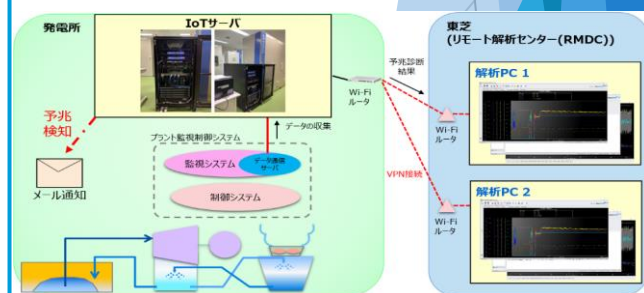 発電所
IoTサーバ
予兆
検知
メール通知
データの収集
プラント監視制御システム
監視システム
データ通信
サーバ
制御システム
Wi-Fi
ルータ
予兆診断
結果
VPN接続
東芝
(リモート解析センター(RMDC))
解析PC 1
Wi-Fi
ルータ
解析PC 2
Wi-Fi
ルータ